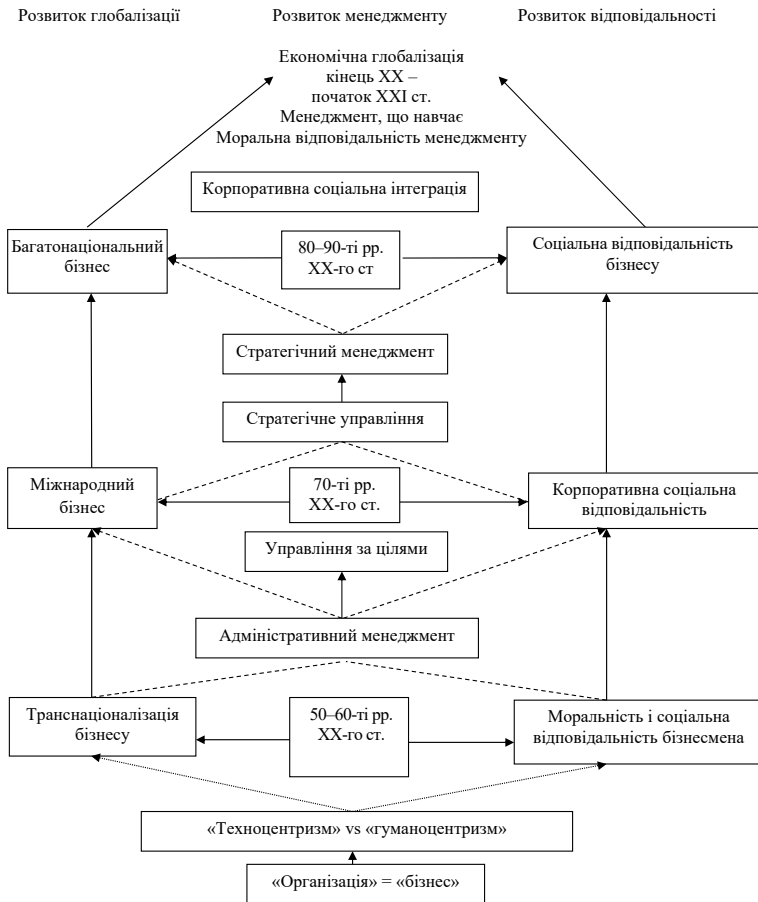 Розвиток глобалізації
Розвиток менеджменту
Розвиток відповідальності
Економічна глобалізація
кінець ХХ –
початок ХХІ ст.
Менеджмент, що навчає
Моральна відповідальність менеджменту
Корпоративна соціальна інтеграція
Багатонаціональний
бізнес
80–90-ті рр.
ХХ-го ст
Соціальна відповідальність
бізнесу
Стратегічний менеджмент
Стратегічне управління
Міжнародний
бізнес
70-ті рр.
ХХ-го ст.
Корпоративна соціальна
відповідальність
Управління за цілями
Адміністративний менеджмент
Транснаціоналізація
бізнесу
50–60-ті рр.
ХХ-го ст.
Моральність і соціальна
відповідальність бізнесмена
«Техноцентризм» vs «гуманоцентризм»
«Організація» = «бізнес»